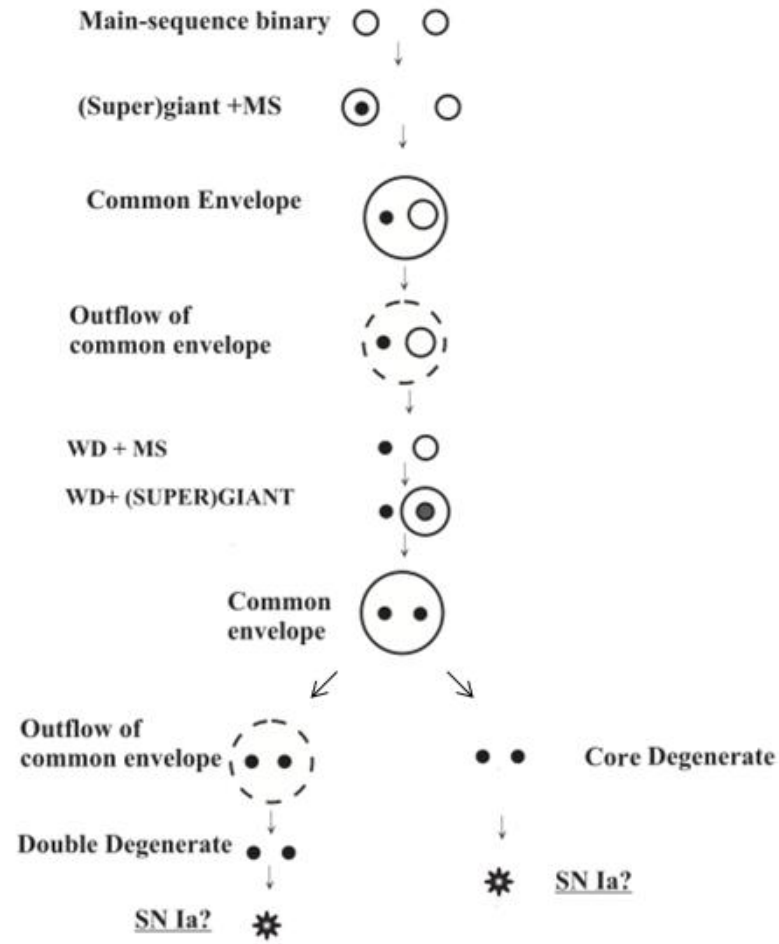 Main-sequence binary
(Super)giant +MS
Common Envelope
Outflow of
common envelope
WD + MS
WD+ (SUPER)GIANT
Common
envelope
Outflow of
common envelope
Core Degenerate
Double Degenerate
SN Ia?
SN Ia?